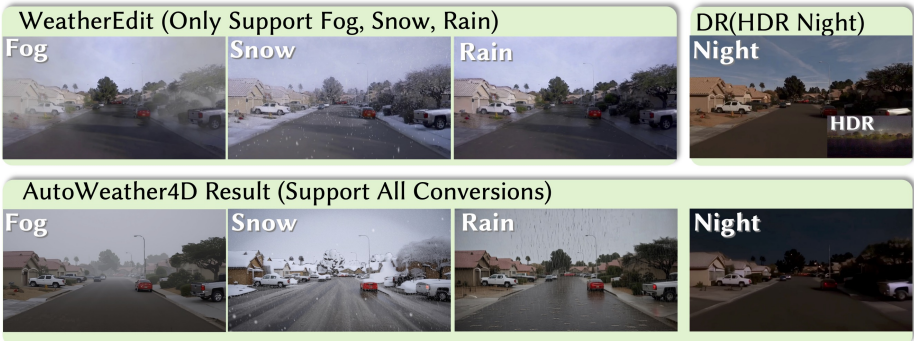 WeatherEdit (Only Support Fog, Snow, Rain)
DR(HDR Night)
Fog
Snow
Rain
Night
HDR
AutoWeather4D Result (Support All Conversions)
Fog
Snow
Rain
Night